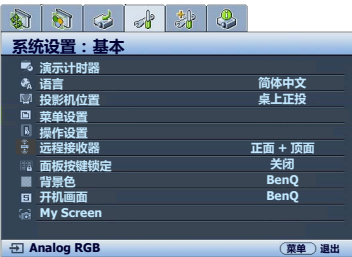 系统设置：基本
演示计时器
语言 简体中文
投影机位置 桌上正投
菜单设置
操作设置
远程接收器 正面 + 顶面
面板按键锁定 关闭
背景色 BenQ
开机画面 BenQ
My Screen
Analog RGB 菜单 退出